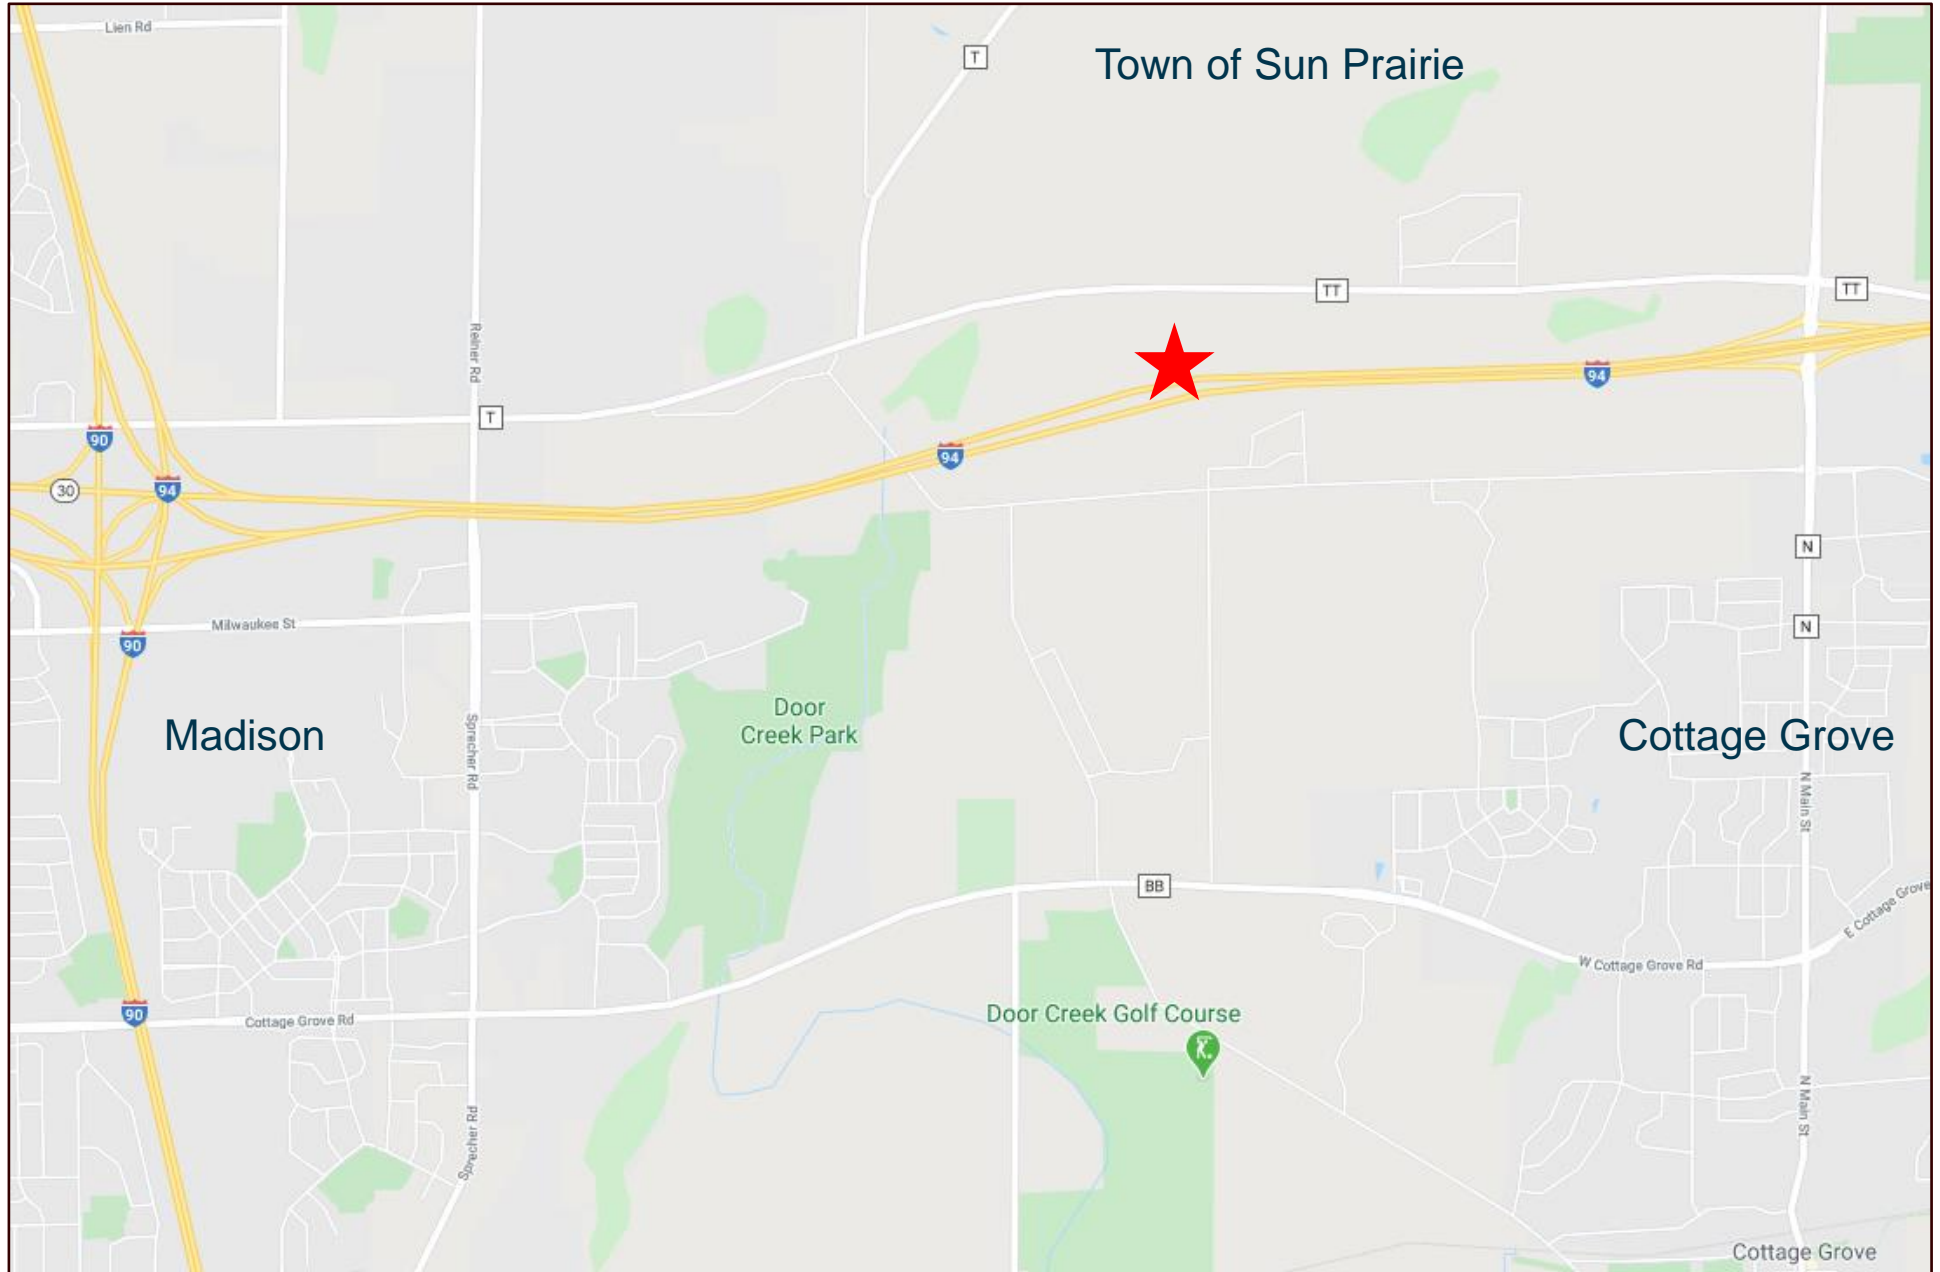 Lien Rd
T
Town of Sun Prairie
TT
TT
Reiner Rd
94
T
90
94
30
94
N
Milwaukee St
N
90
Door
Creek Park
Madison
Sprecher Rd
Cottage Grove
N Main St
BB
E Cottage Grove
W Cottage Grove Rd
90
Cottage Grove Rd
Door Creek Golf Course
Sprecher Rd
N Main St
Cottage Grove